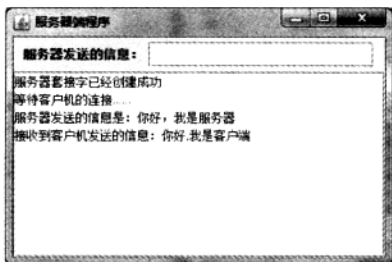 服务器端程序
服务器发送的信息：
服务器套接字已经创建成功
等待客户机的连接......
服务器发送的信息是：你好，我是服务器
接收到客户机发送的信息：你好.我是客户端